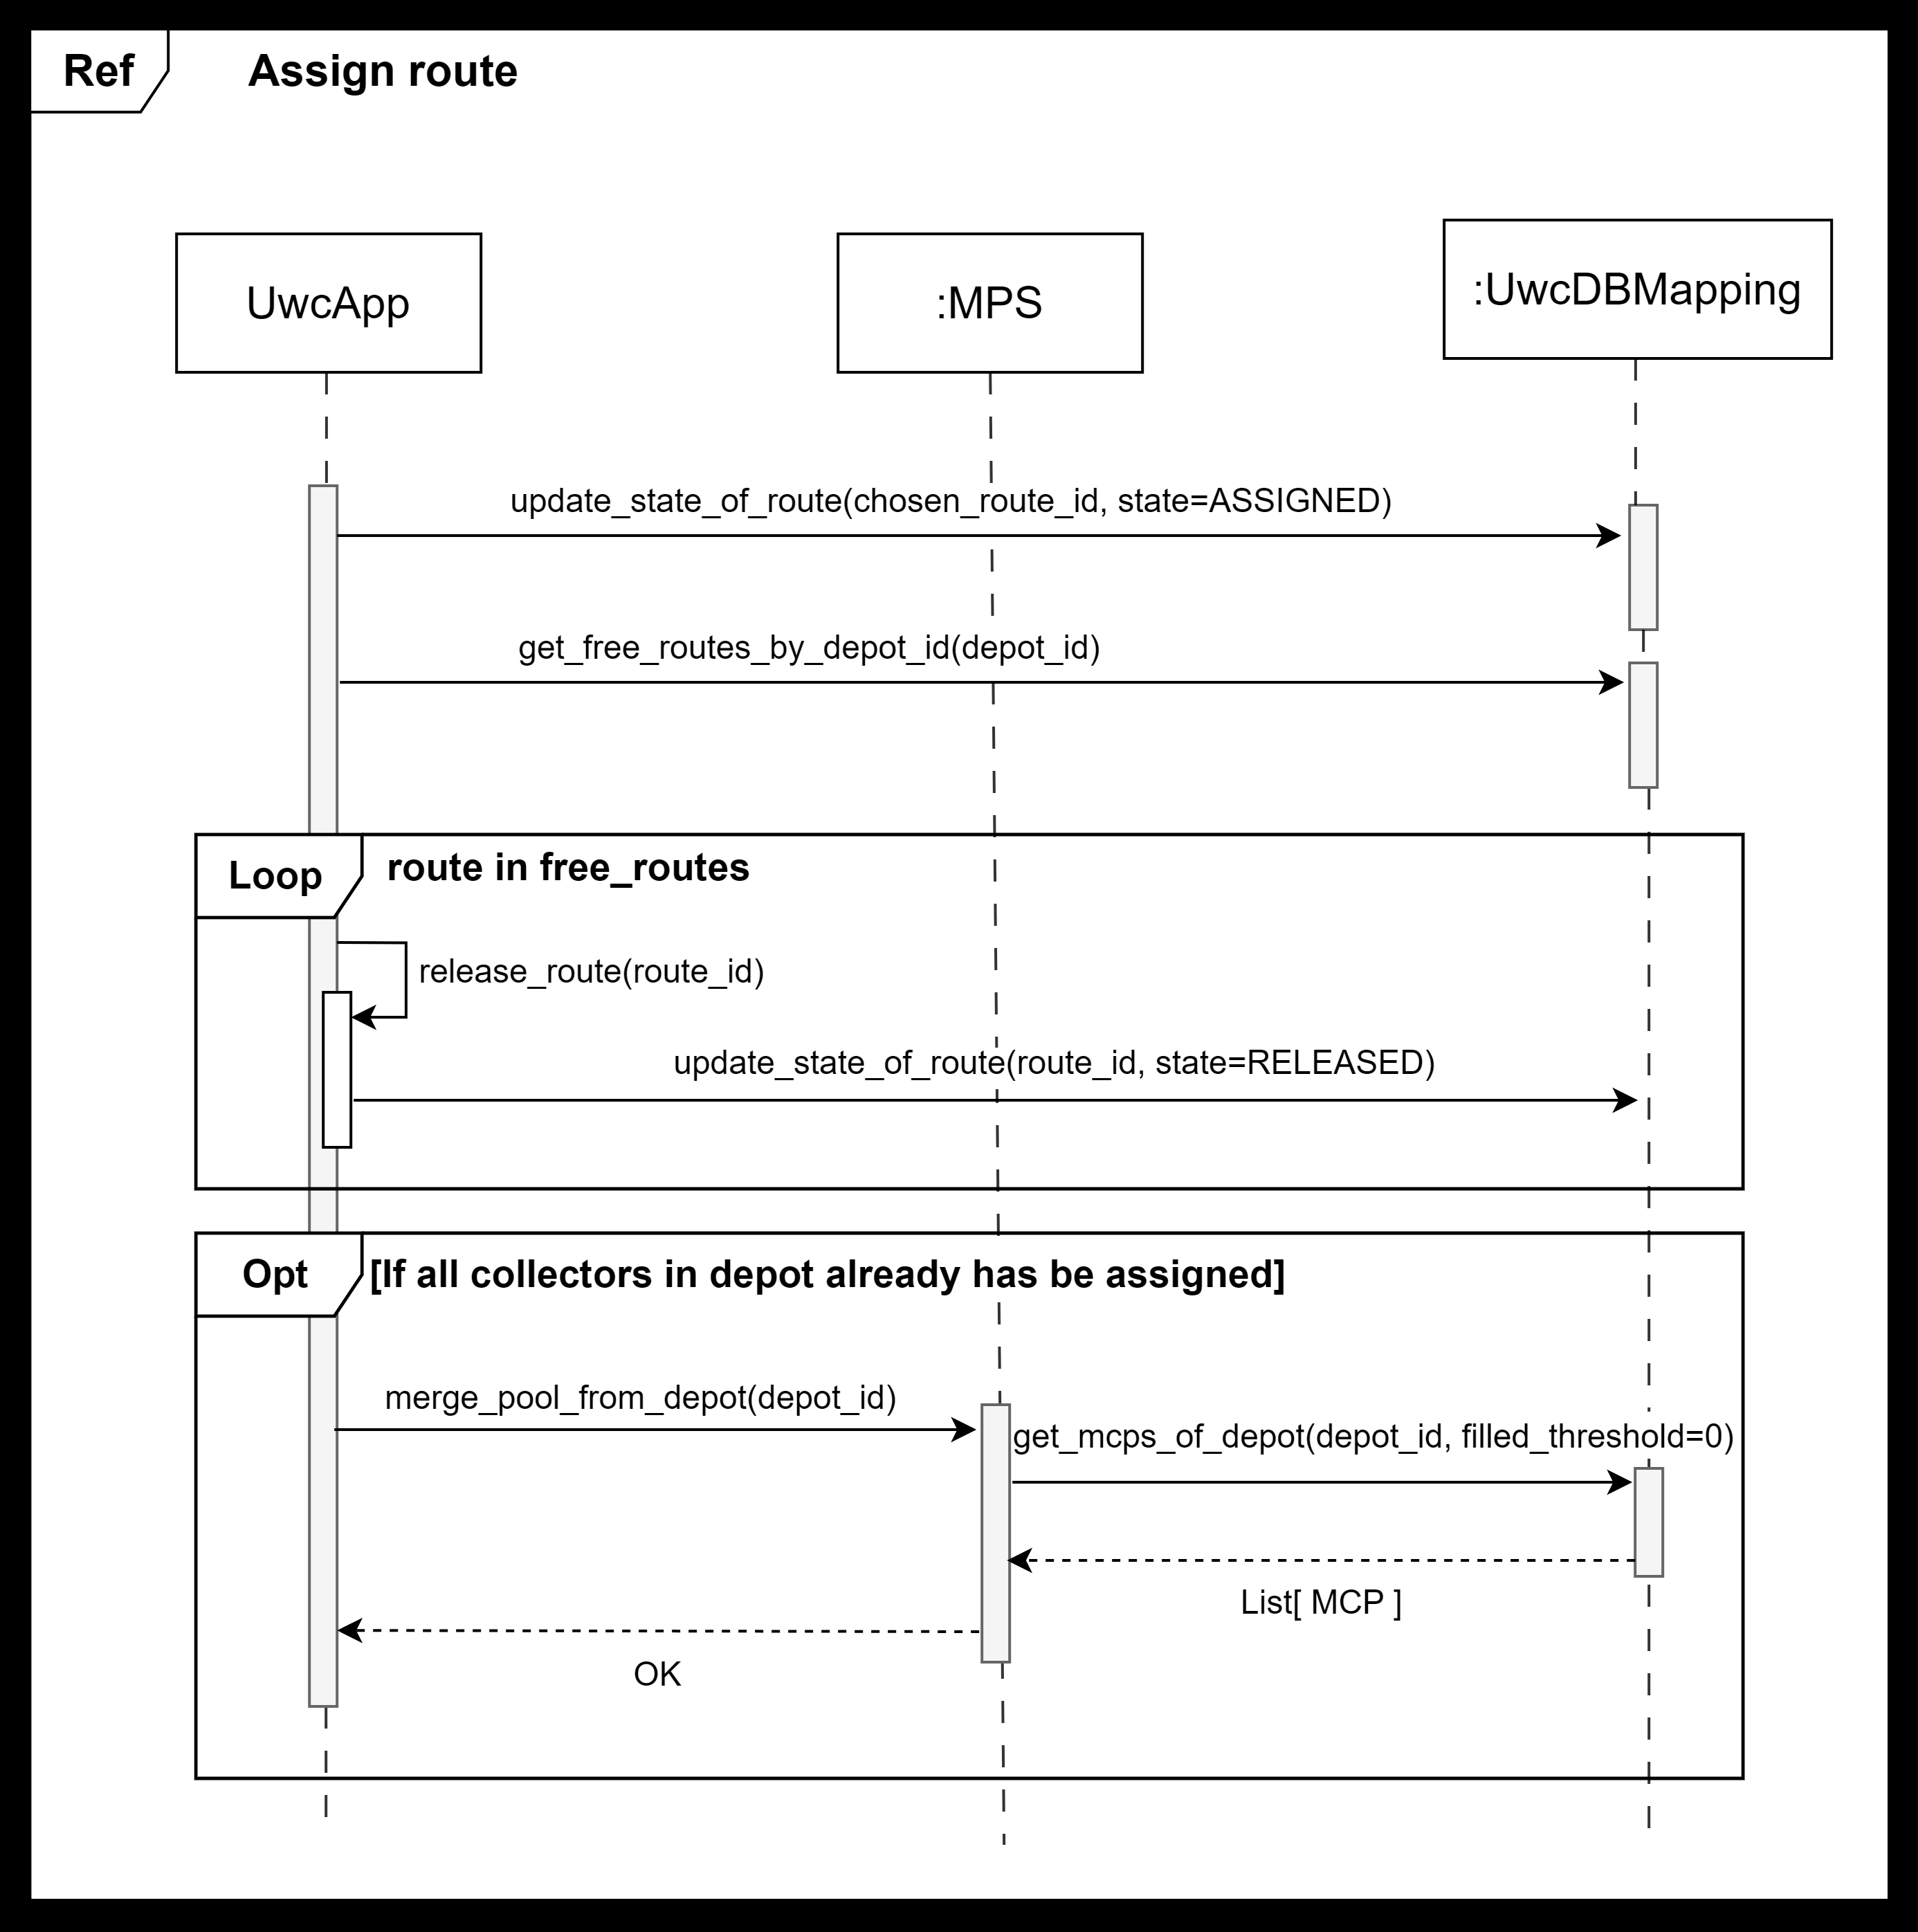 Ref
Assign route
UwcApp
:MPS
:UwcDBMapping
update_state_of_route(chosen_route_id, state=ASSIGNED)
get_free_routes_by_depot_id(depot_id)
Loop
route in free_routes
release_route(route_id)
update_state_of_route(route_id, state=RELEASED)
Opt
[If all collectors in depot already has be assigned]
merge_pool_from_depot(depot_id)
get_mcps_of_depot(depot_id, filled_threshold=0)
List[ MCP ]
OK